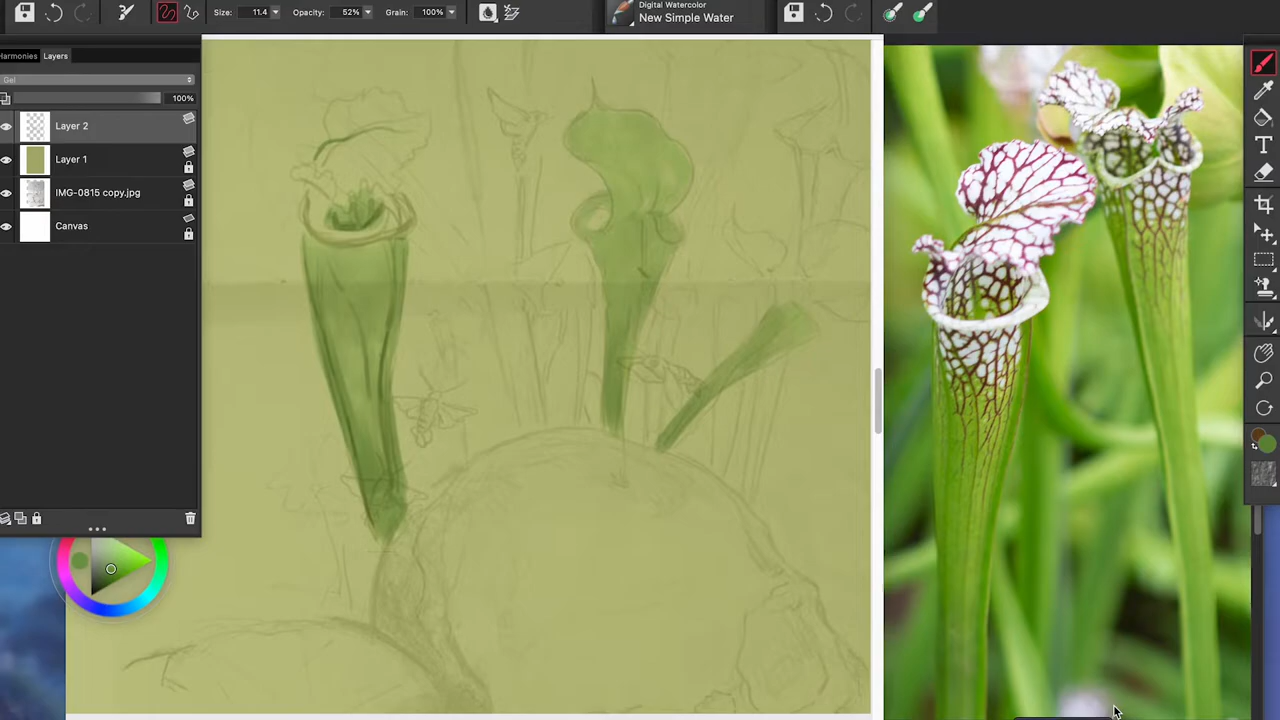 Size: 11.4 Opacity: 52% Grain: 100% Digital Watercolor
New Simple Water
Harmonies Layers
Gel
100%
Layer 2
Layer 1
IMG-0815 copy.jpg
Canvas